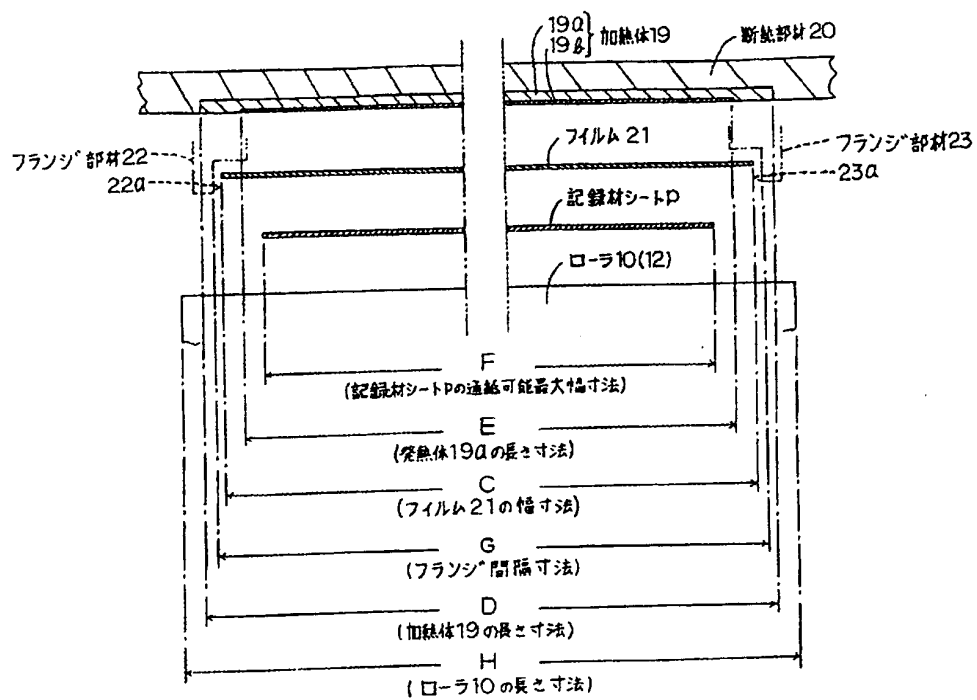 19a
19b
加熱体19
断熱部材20
フランジ部材22
22a
フイルム21
フランジ部材23
23a
記録材シートP
ローラ10(12)
F
(記録材シートPの通紙可能最大幅寸法)
E
(発熱体19aの長さ寸法)
C
(フイルム21の幅寸法)
G
(フランジ間隔寸法)
D
(加熱体19の長さ寸法)
H
(ローラ10の長さ寸法)